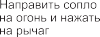 Направить сопло
на огонь и нажать
на рычаг